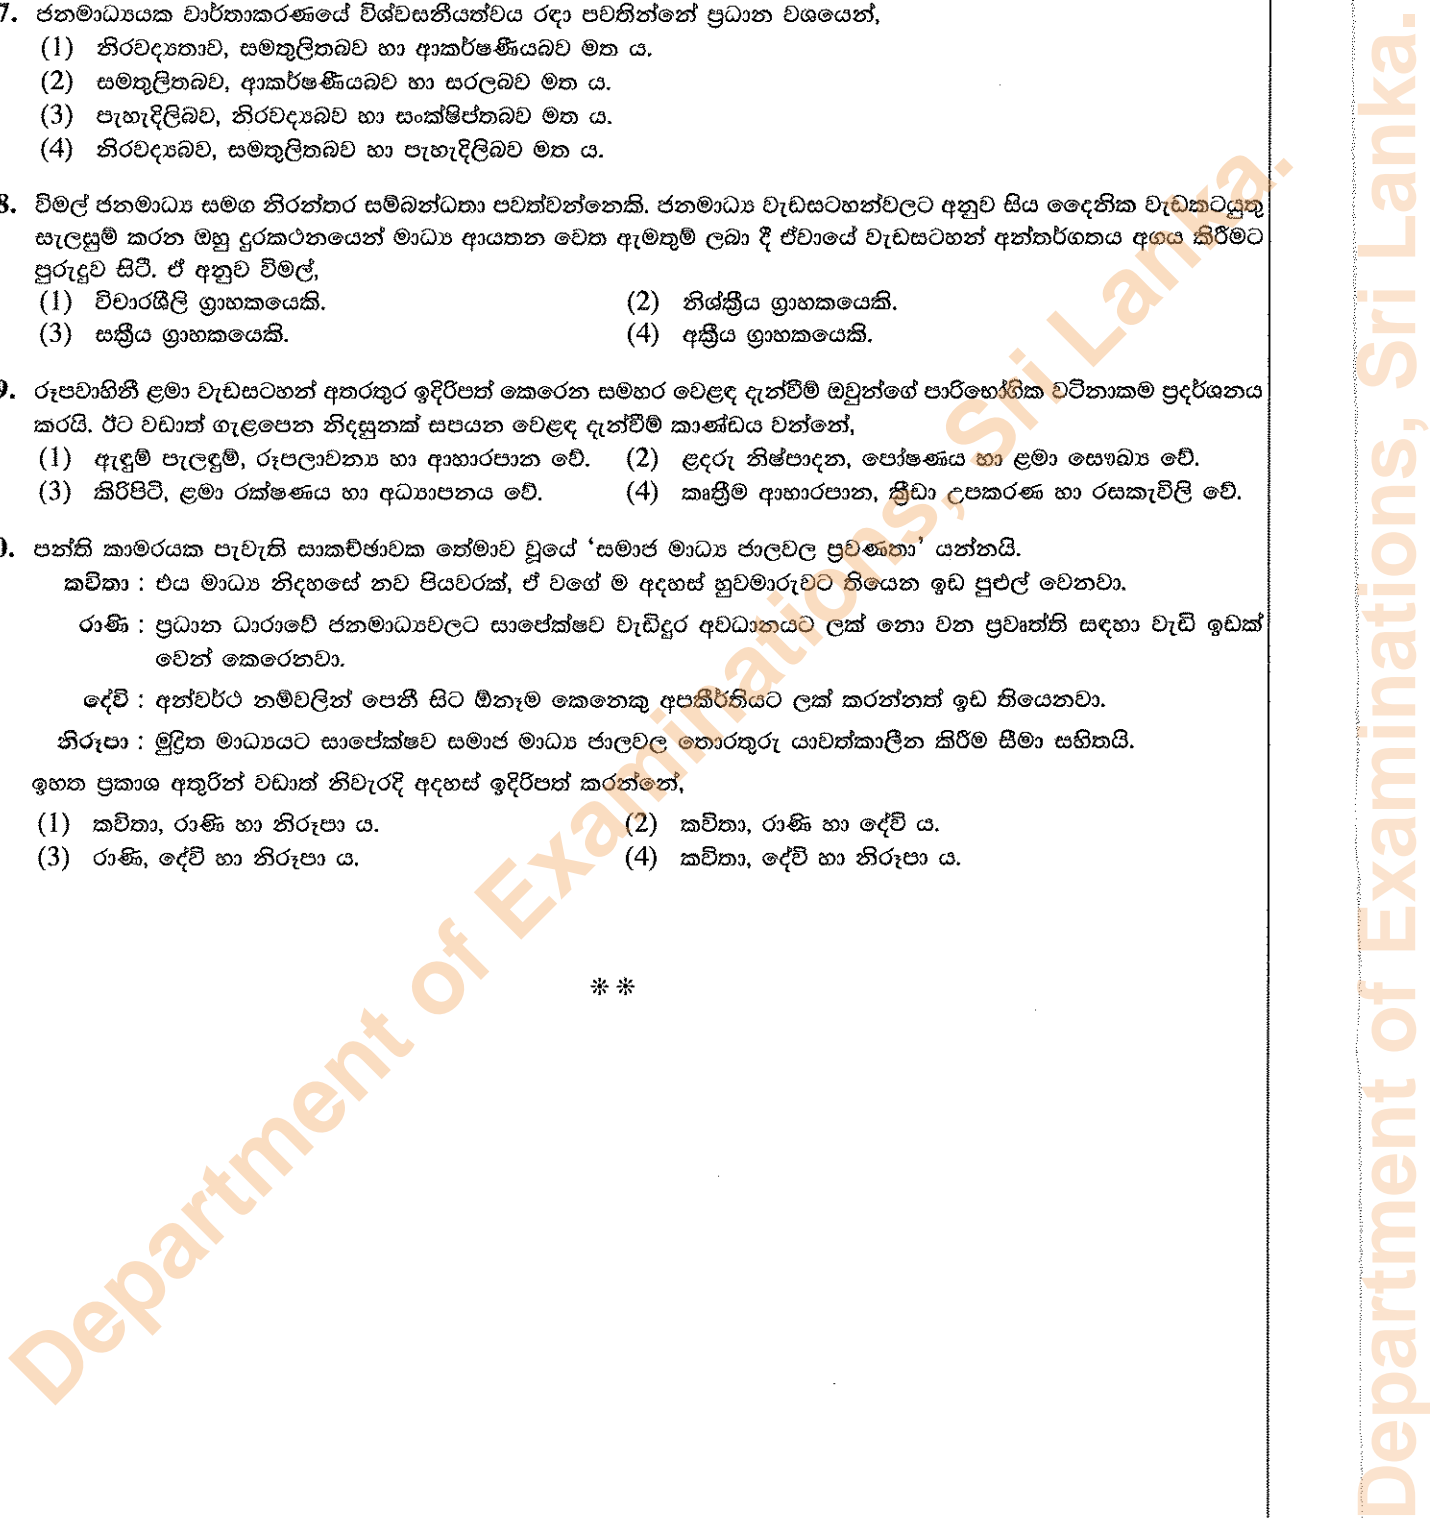 7. ජනමාධ්‍යයක වාර්තාකරණයේ විශ්වසනීයත්වය රඳා පවතින්නේ ප්‍රධාන වශයෙන්,
(1) නිරවද්‍යතාව, සමතුලිතබව හා ආකර්ෂණීයබව මත ය.
(2) සමතුලිතබව, ආකර්ෂණීයබව හා සරලබව මත ය.
(3) පැහැදිලිබව, නිරවද්‍යබව හා සංක්ෂිප්තබව මත ය.
(4) නිරවද්‍යබව, සමතුලිතබව හා පැහැදිලිබව මත ය.
8. විමල් ජනමාධ්‍ය සමග නිරන්තර සම්බන්ධතා පවත්වන්නෙකි. ජනමාධ්‍ය වැඩසටහන්වලට අනුව සිය දෛනික වැඩකටයුතු
සැලසුම් කරන ඔහු දුරකථනයෙන් මාධ්‍ය ආයතන වෙත ඇමතුම් ලබා දී ඒවායේ වැඩසටහන් අන්තර්ගතය අගය කිරීමට
පුරුදුව සිටී. ඒ අනුව විමල්,
(1) විචාරශීලි ග්‍රාහකයෙකි. (2) නිශ්ක්‍රීය ග්‍රාහකයෙකි.
(3) සක්‍රීය ග්‍රාහකයෙකි. (4) අක්‍රීය ග්‍රාහකයෙකි.
9. රූපවාහිනී ළමා වැඩසටහන් අතරතුර ඉදිරිපත් කෙරෙන සමහර වෙළඳ දැන්වීම් ඔවුන්ගේ පාරිභෝගික වටිනාකම ප්‍රදර්ශනය
කරයි. ඊට වඩාත් ගැළපෙන නිදසුනක් සපයන වෙළඳ දැන්වීම් කාණ්ඩය වන්නේ,
(1) ඇඳුම් පැලඳුම්, රූපලාවන්‍ය හා ආහාරපාන වේ. (2) ළදරු නිෂ්පාදන, පෝෂණය හා ළමා සෞඛ්‍ය වේ.
(3) කිරිපිටි, ළමා රක්ෂණය හා අධ්‍යාපනය වේ. (4) කෘත්‍රීම ආහාරපාන, ක්‍රීඩා උපකරණ හා රසකැවිලි වේ.
0. පන්ති කාමරයක පැවැති සාකච්ඡාවක තේමාව වූයේ ‘සමාජ මාධ්‍ය ජාලවල ප්‍රවණතා’ යන්නයි.
කවිතා : එය මාධ්‍ය නිදහසේ නව පියවරක්, ඒ වගේ ම අදහස් හුවමාරුවට තියෙන ඉඩ පුළුල් වෙනවා.
රාණි : ප්‍රධාන ධාරාවේ ජනමාධ්‍යවලට සාපේක්ෂව වැඩිදුර අවධානයට ලක් නො වන ප්‍රවෘත්ති සඳහා වැඩි ඉඩක්
වෙන් කෙරෙනවා.
දේවි : අන්වර්ථ නම්වලින් පෙනී සිට ඕනෑම කෙනෙකු අපකීර්තියට ලක් කරන්නත් ඉඩ තියෙනවා.
නිරූපා : මුද්‍රිත මාධ්‍යයට සාපේක්ෂව සමාජ මාධ්‍ය ජාලවල තොරතුරු යාවත්කාලීන කිරීම සීමා සහිතයි.
ඉහත ප්‍රකාශ අතුරින් වඩාත් නිවැරදි අදහස් ඉදිරිපත් කරන්නේ,
(1) කවිතා, රාණි හා නිරූපා ය. (2) කවිතා, රාණි හා දේවි ය.
(3) රාණි, දේවි හා නිරූපා ය. (4) කවිතා, දේවි හා නිරූපා ය.
**
Department of Examinations, Sri Lanka.
Department of Examinations, Sri Lanka.